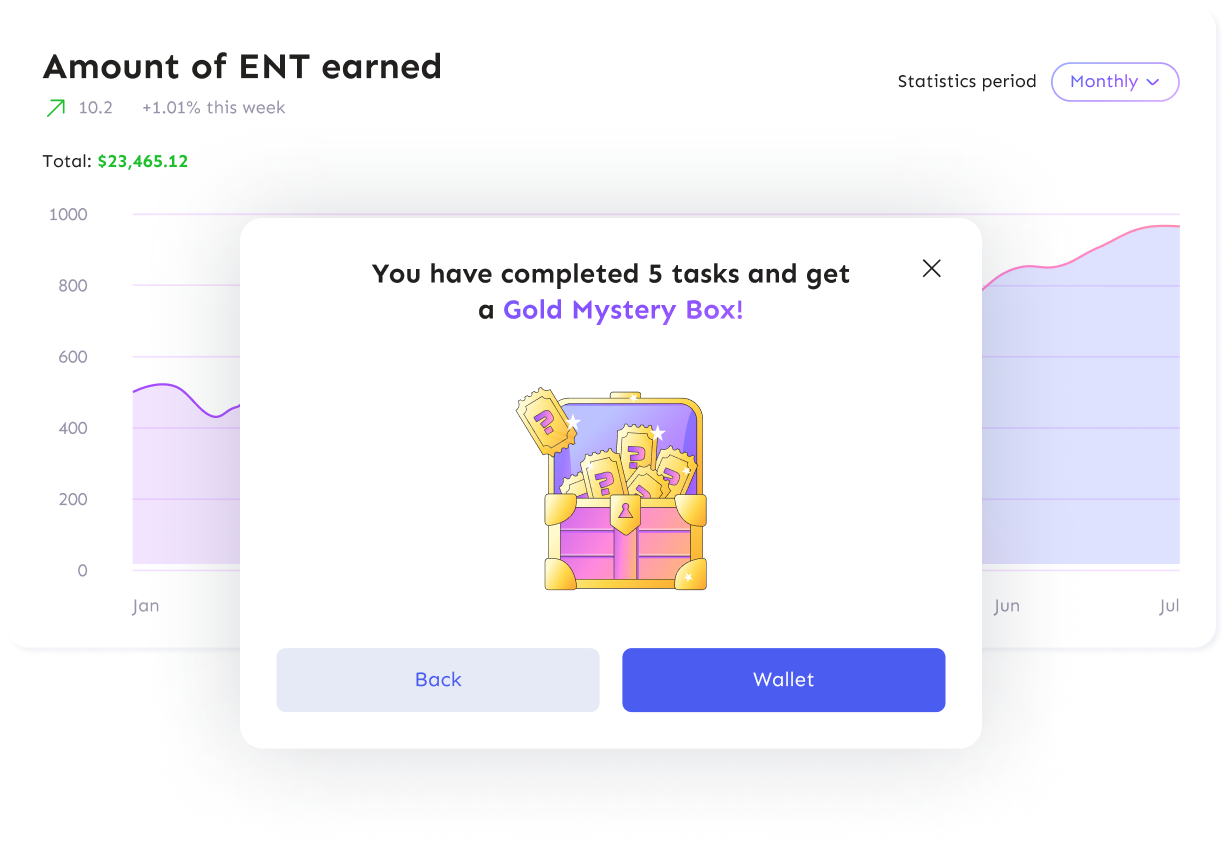 Amount of ENT earned
10.2 +1.01% this week
Statistics period Monthly
Total: $23,465.12
1000
800
600
400
200
0
Jan Jun Jul
You have completed 5 tasks and get
a Gold Mystery Box!
? ? ? ? ?
Back Wallet